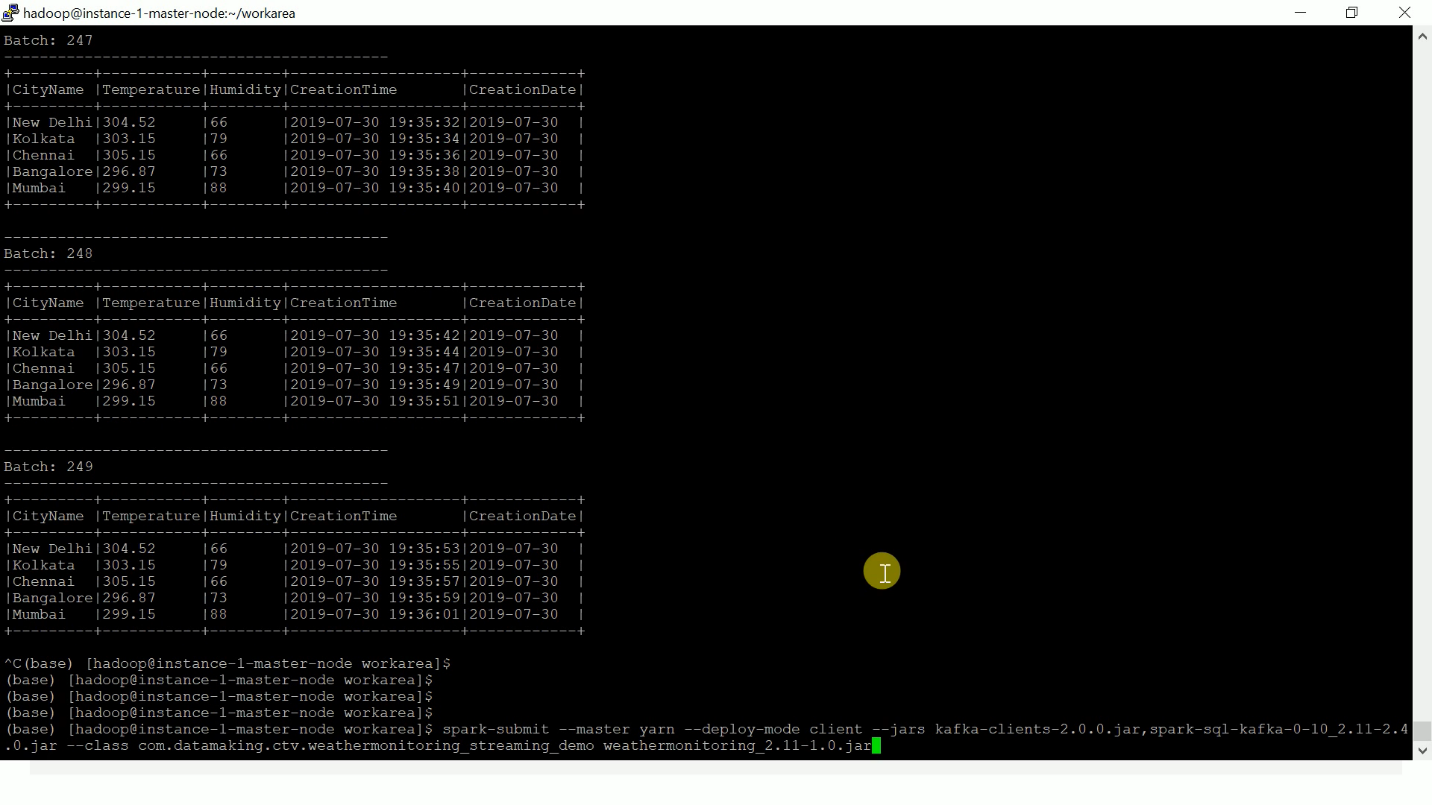 hadoop@instance-1-master-node:~/workarea
Batch: 247
-------------------------------------------
+---------+-----------+--------+-------------------+------------+
|CityName |Temperature|Humidity|CreationTime       |CreationDate|
+---------+-----------+--------+-------------------+------------+
|New Delhi|304.52     |66      |2019-07-30 19:35:32|2019-07-30  |
|Kolkata  |303.15     |79      |2019-07-30 19:35:34|2019-07-30  |
|Chennai  |305.15     |66      |2019-07-30 19:35:36|2019-07-30  |
|Bangalore|296.87     |73      |2019-07-30 19:35:38|2019-07-30  |
|Mumbai   |299.15     |88      |2019-07-30 19:35:40|2019-07-30  |
+---------+-----------+--------+-------------------+------------+
-------------------------------------------
Batch: 248
-------------------------------------------
+---------+-----------+--------+-------------------+------------+
|CityName |Temperature|Humidity|CreationTime       |CreationDate|
+---------+-----------+--------+-------------------+------------+
|New Delhi|304.52     |66      |2019-07-30 19:35:42|2019-07-30  |
|Kolkata  |303.15     |79      |2019-07-30 19:35:44|2019-07-30  |
|Chennai  |305.15     |66      |2019-07-30 19:35:47|2019-07-30  |
|Bangalore|296.87     |73      |2019-07-30 19:35:49|2019-07-30  |
|Mumbai   |299.15     |88      |2019-07-30 19:35:51|2019-07-30  |
+---------+-----------+--------+-------------------+------------+
-------------------------------------------
Batch: 249
-------------------------------------------
+---------+-----------+--------+-------------------+------------+
|CityName |Temperature|Humidity|CreationTime       |CreationDate|
+---------+-----------+--------+-------------------+------------+
|New Delhi|304.52     |66      |2019-07-30 19:35:53|2019-07-30  |
|Kolkata  |303.15     |79      |2019-07-30 19:35:55|2019-07-30  |
|Chennai  |305.15     |66      |2019-07-30 19:35:57|2019-07-30  |
|Bangalore|296.87     |73      |2019-07-30 19:35:59|2019-07-30  |
|Mumbai   |299.15     |88      |2019-07-30 19:36:01|2019-07-30  |
+---------+-----------+--------+-------------------+------------+
^C(base) [hadoop@instance-1-master-node workarea]$
(base) [hadoop@instance-1-master-node workarea]$
(base) [hadoop@instance-1-master-node workarea]$
(base) [hadoop@instance-1-master-node workarea]$
(base) [hadoop@instance-1-master-node workarea]$ spark-submit --master yarn --deploy-mode client --jars kafka-clients-2.0.0.jar,spark-sql-kafka-0-10_2.11-2.4
.0.jar --class com.datamaking.ctv.weathermonitoring_streaming_demo weathermonitoring_2.11-1.0.jar